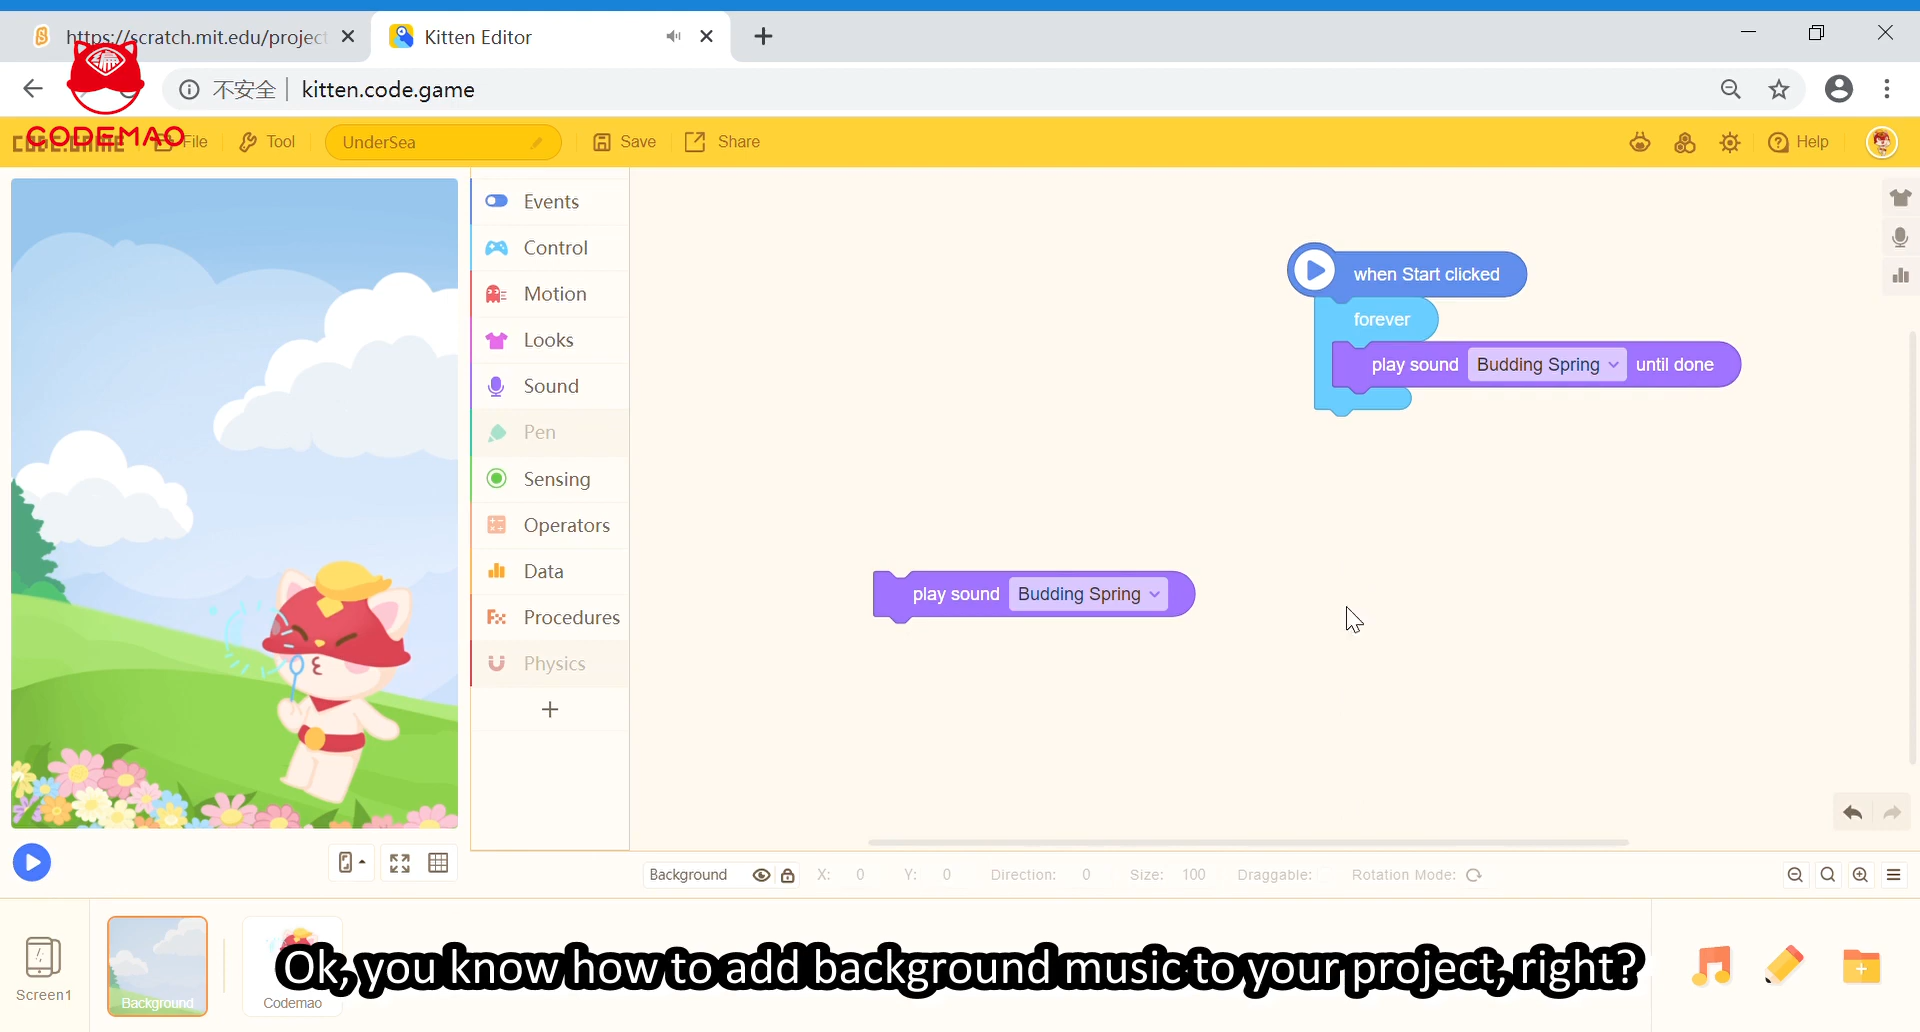 https://scratch.mit.edu/project
Kitten Editor
不安全
kitten.code.game
CODEMAO
CODE.GAME
File
Tool
UnderSea
Save
Share
Help
Events
Control
Motion
Looks
Sound
Pen
Sensing
Operators
Data
Procedures
Physics
when Start clicked
forever
play sound Budding Spring until done
play sound Budding Spring
Background X: 0 Y: 0 Direction: 0 Size: 100 Draggable: Rotation Mode:
Screen1
Background
Codemao
Ok, you know how to add background music to your project, right?